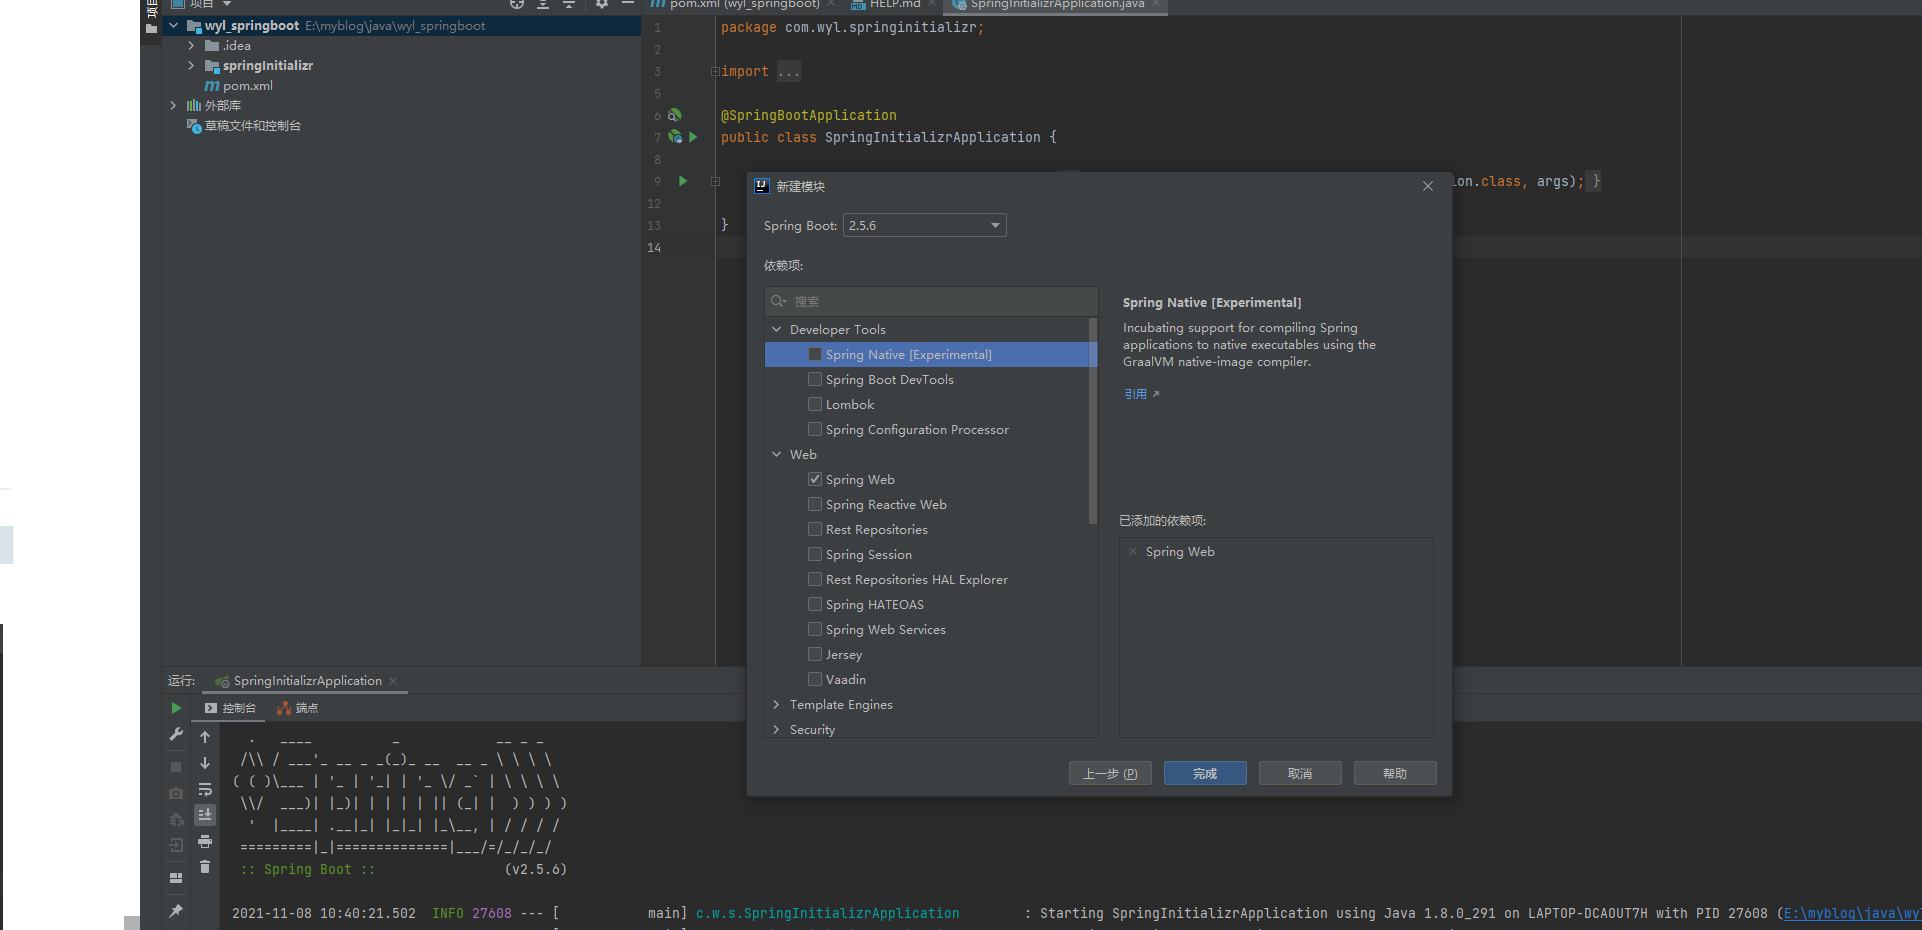 项目
项目
pom.xml (wyl_springboot)
HELP.md
SpringInitializrApplication.java
wyl_springboot E:\myblog\java\wyl_springboot
.idea
springInitializr
pom.xml
外部库
草稿文件和控制台
1 package com.wyl.springinitializr;
2
3 import ...
5
6 @SpringBootApplication
7 public class SpringInitializrApplication {
8
9 ion.class, args); }
12
13 }
14
新建模块
Spring Boot: 2.5.6
依赖项:
搜索
Developer Tools
Spring Native [Experimental]
Spring Boot DevTools
Lombok
Spring Configuration Processor
Web
Spring Web
Spring Reactive Web
Rest Repositories
Spring Session
Rest Repositories HAL Explorer
Spring HATEOAS
Spring Web Services
Jersey
Vaadin
Template Engines
Security
Spring Native [Experimental]
Incubating support for compiling Spring
applications to native executables using the
GraalVM native-image compiler.
引用
已添加的依赖项:
Spring Web
上一步 (P)
完成
取消
帮助
运行: SpringInitializrApplication
控制台
端点
:: Spring Boot :: (v2.5.6)
2021-11-08 10:40:21.502 INFO 27608 --- [ main] c.w.s.SpringInitializrApplication : Starting SpringInitializrApplication using Java 1.8.0_291 on LAPTOP-DCAOUT7H with PID 27608 (E:\myblog\java\wy